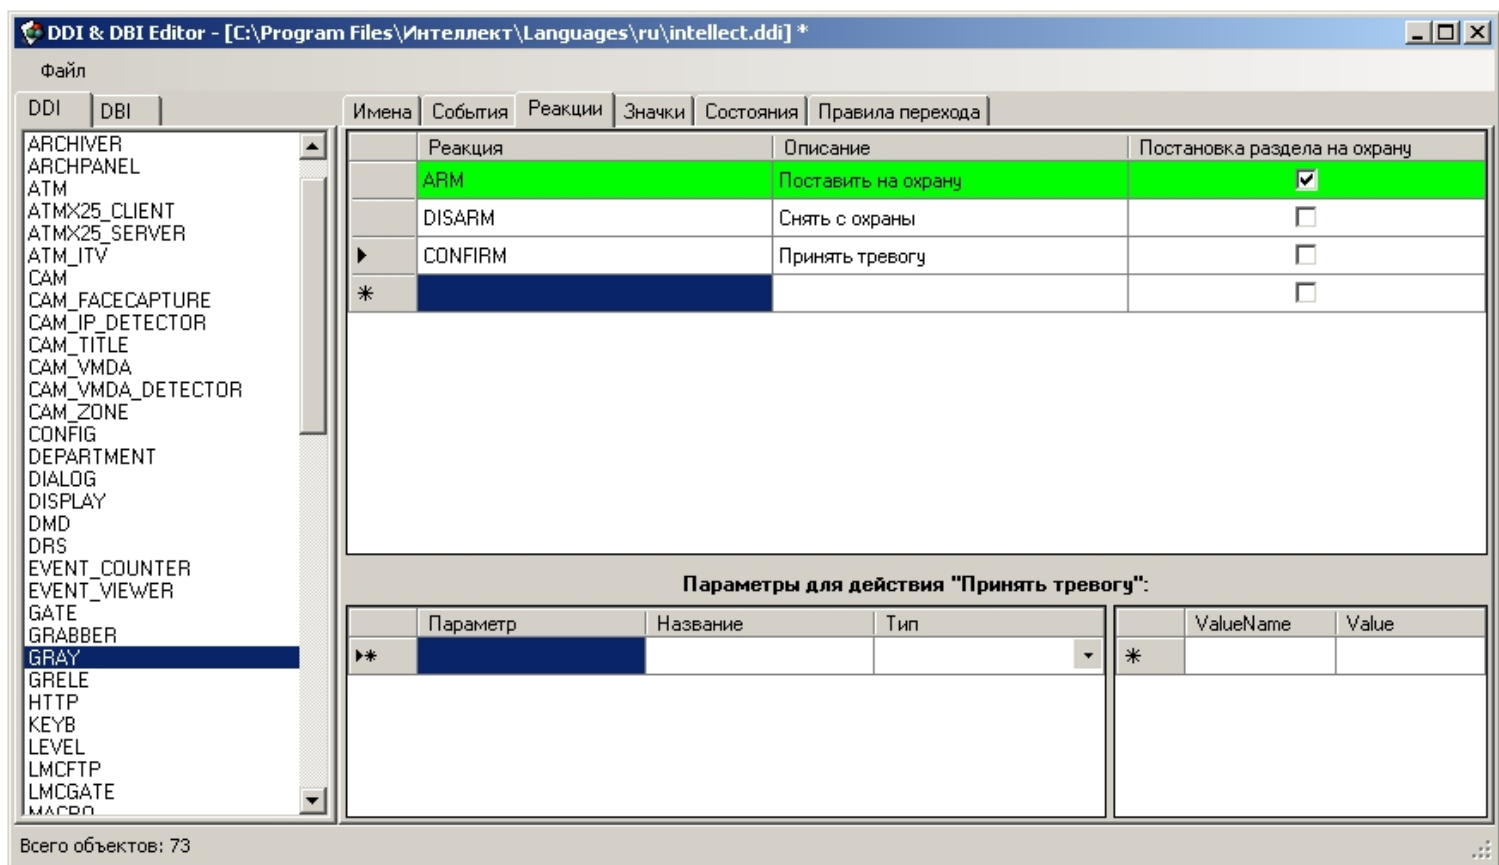 DDI & DBI Editor - [C:\Program Files\Интеллект\Languages\ru\intellect.ddi] *
Файл
DDI DBI
ARCHIVER
ARCHPANEL
ATM
ATMX25_CLIENT
ATMX25_SERVER
ATM_ITV
CAM
CAM_FACECAPTURE
CAM_IP_DETECTOR
CAM_TITLE
CAM_VMDA
CAM_VMDA_DETECTOR
CAM_ZONE
CONFIG
DEPARTMENT
DIALOG
DISPLAY
DMD
DRS
EVENT_COUNTER
EVENT_VIEWER
GATE
GRABBER
GRAY
GRELE
HTTP
KEYB
LEVEL
LMCFTP
LMCGATE
MACRO
Имена События Реакции Значки Состояния Правила перехода
Реакция Описание Постановка раздела на охрану
ARM Поставить на охрану
DISARM Снять с охраны
CONFIRM Принять тревогу
Параметры для действия "Принять тревогу":
Параметр Название Тип ValueName Value
Всего объектов: 73